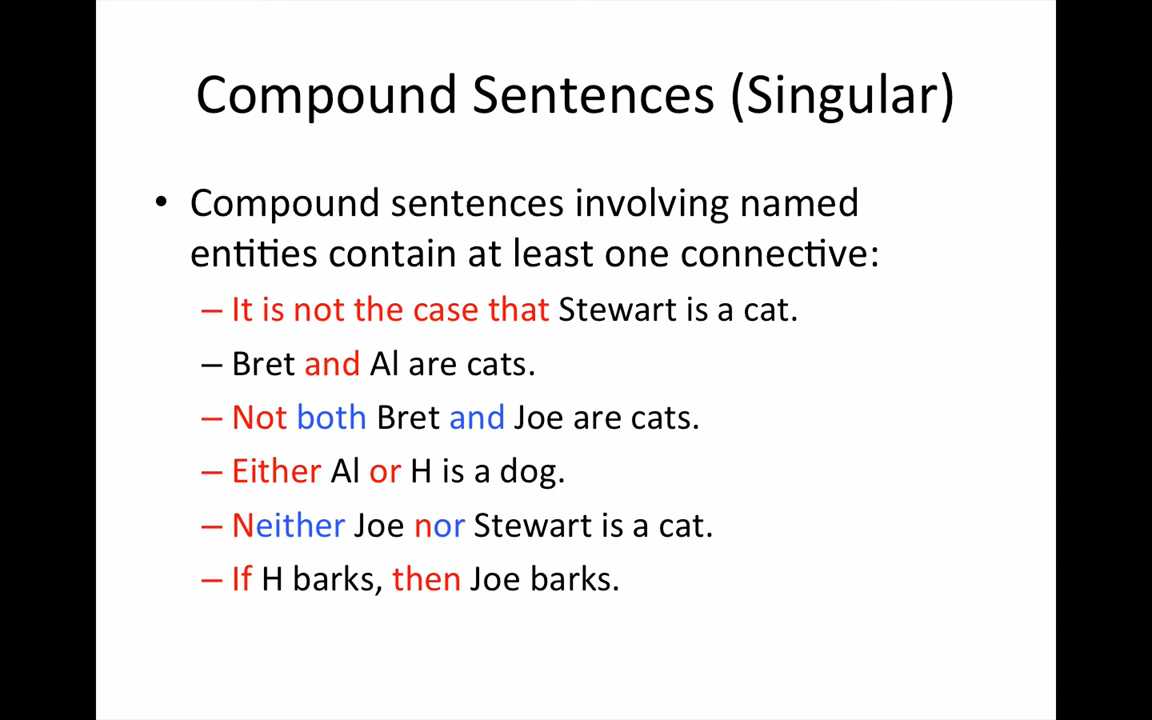 Compound Sentences (Singular)
• Compound sentences involving named
entities contain at least one connective:
– It is not the case that Stewart is a cat.
– Bret and Al are cats.
– Not both Bret and Joe are cats.
– Either Al or H is a dog.
– Neither Joe nor Stewart is a cat.
– If H barks, then Joe barks.